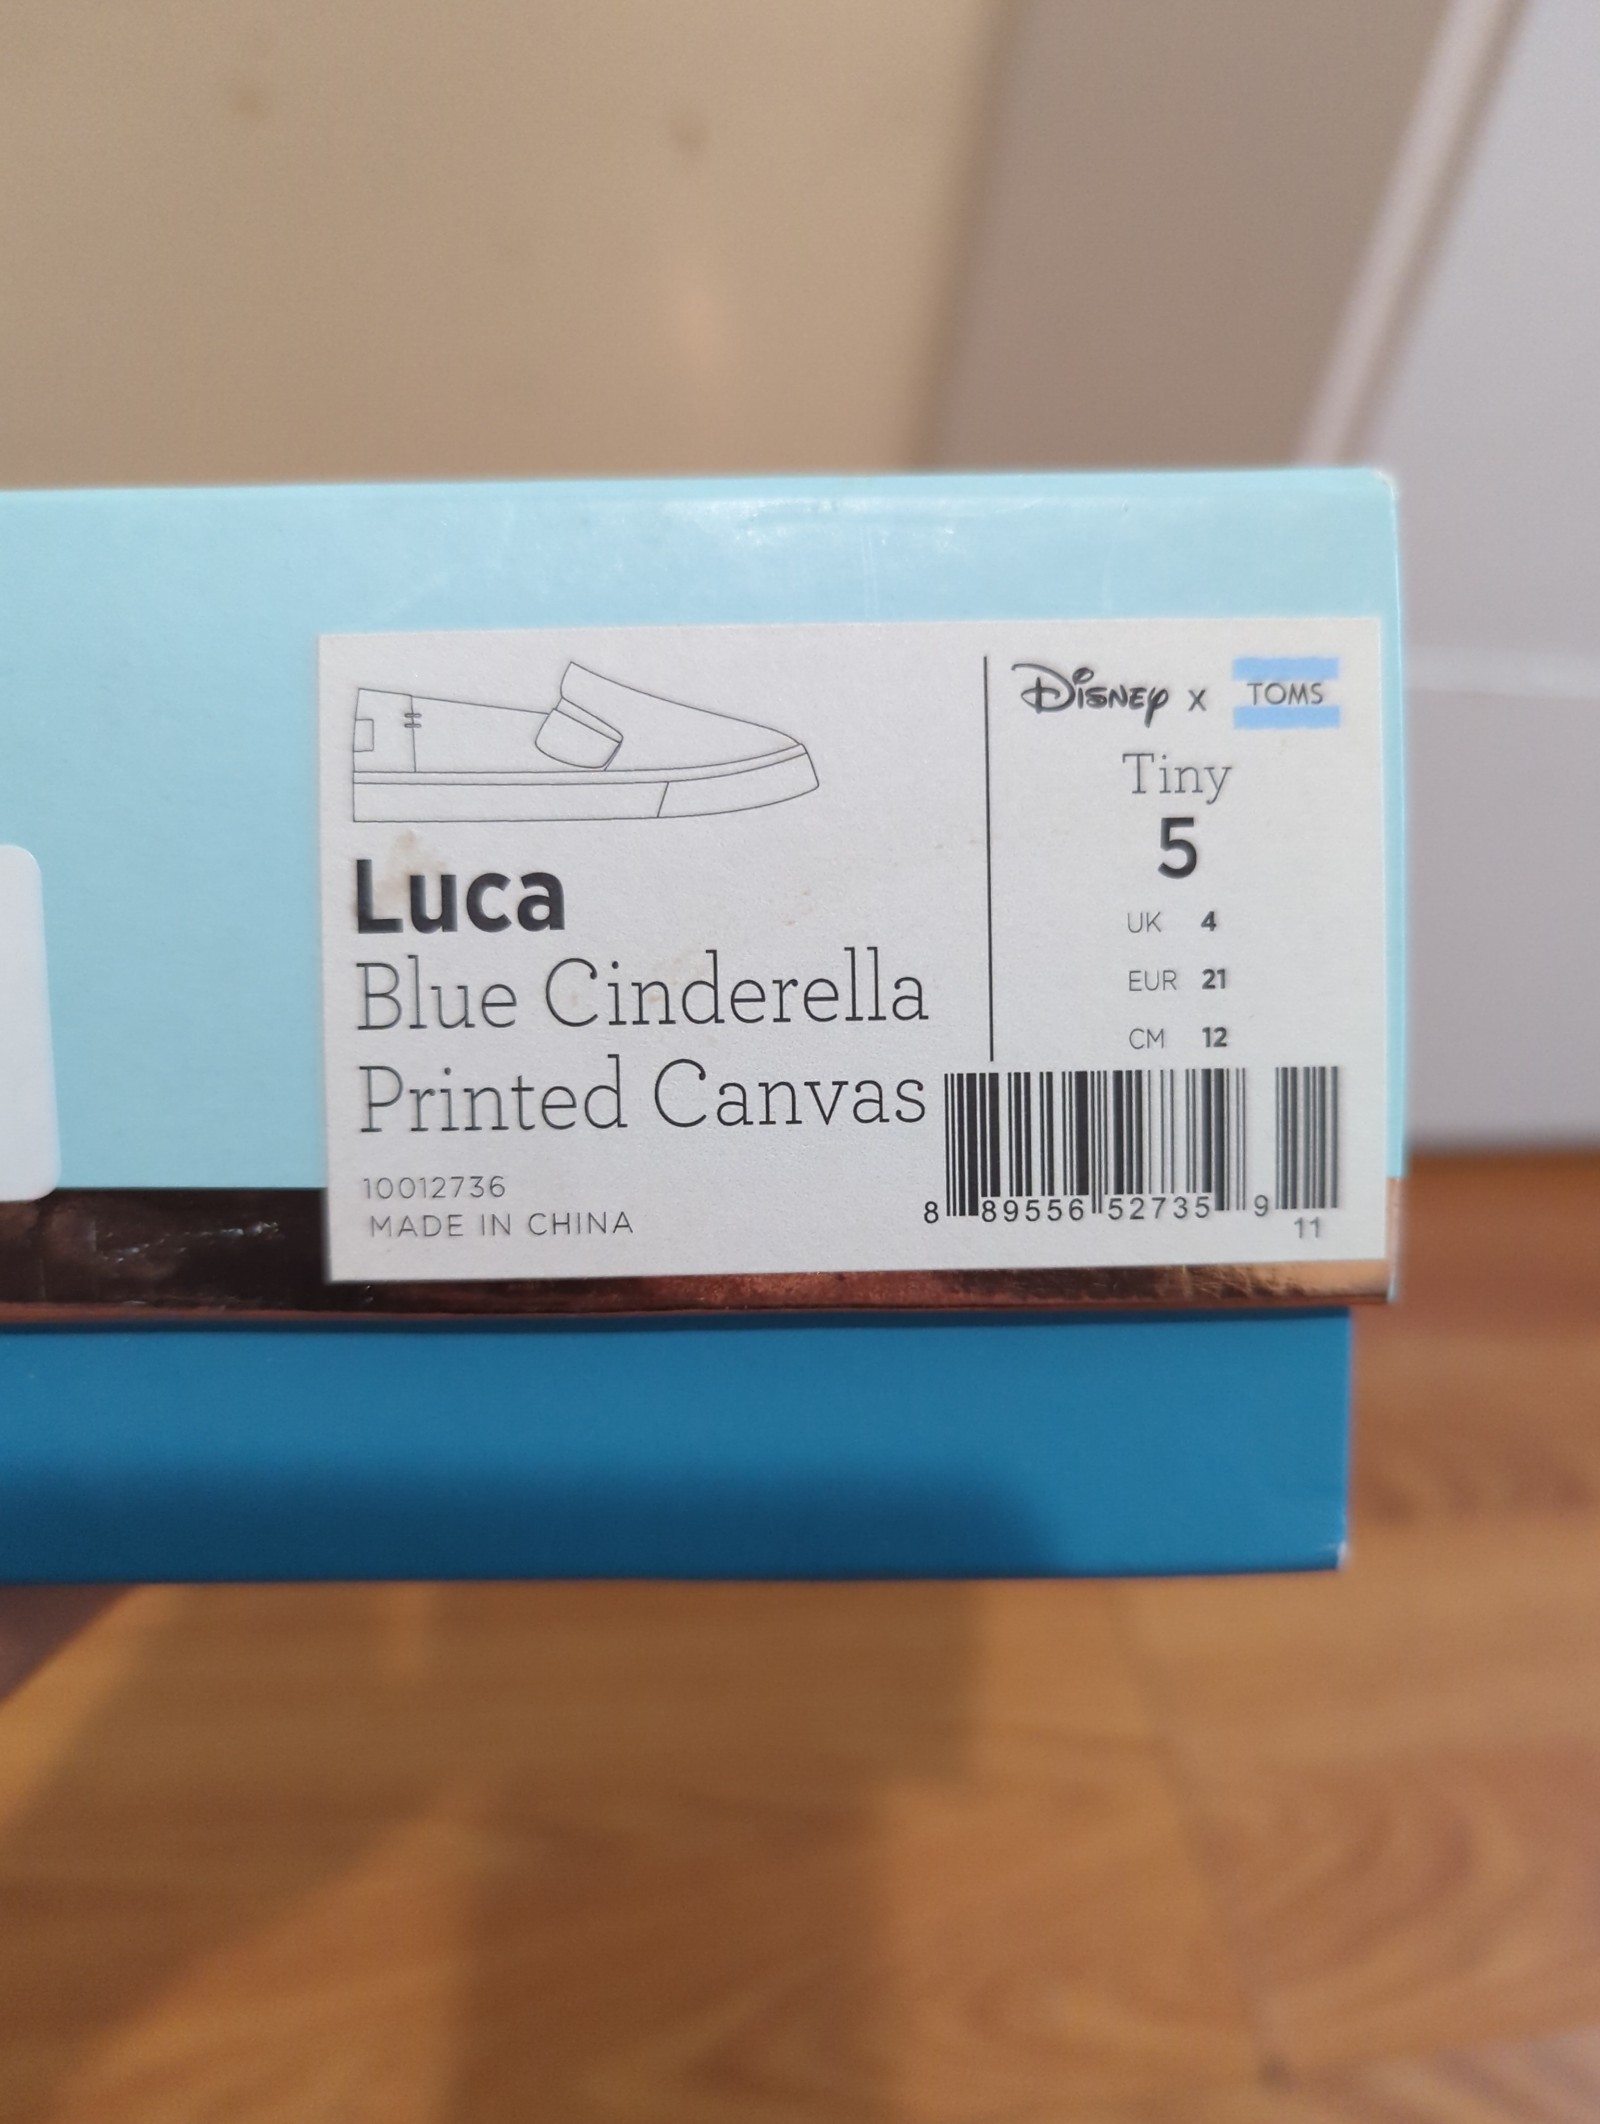 Disney x TOMS
Tiny
5
UK 4
EUR 21
CM 12
Luca
Blue Cinderella
Printed Canvas
10012736
MADE IN CHINA
8 89556 52735 9
11